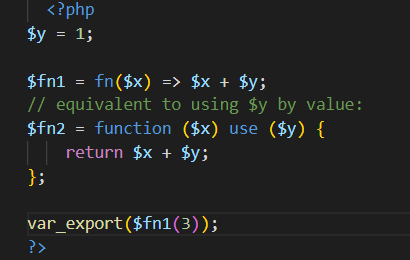 <?php
$y = 1;

$fn1 = fn($x) => $x + $y;
// equivalent to using $y by value:
$fn2 = function ($x) use ($y) {
    return $x + $y;
};

var_export($fn1(3));
?>